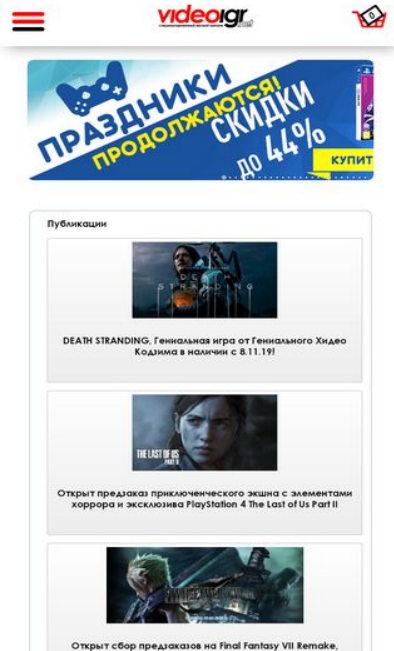 videoigr
0
ПРАЗДНИКИ
ПРОДОЛЖАЮТСЯ!
СКИДКИ
ДО 44%
КУПИТ
Публикации
DEATH
STRANDING
DEATH STRANDING, Гениальная игра от Гениального Хидео
Кодзима в наличии с 8.11.19!
THE LAST OF US
PART II
Открыт предзаказ приключенческого экшна с элементами
хоррора и эксклюзива PlayStation 4 The Last of Us Part II
Открыт сбор предзаказов на Final Fantasy VII Remake,